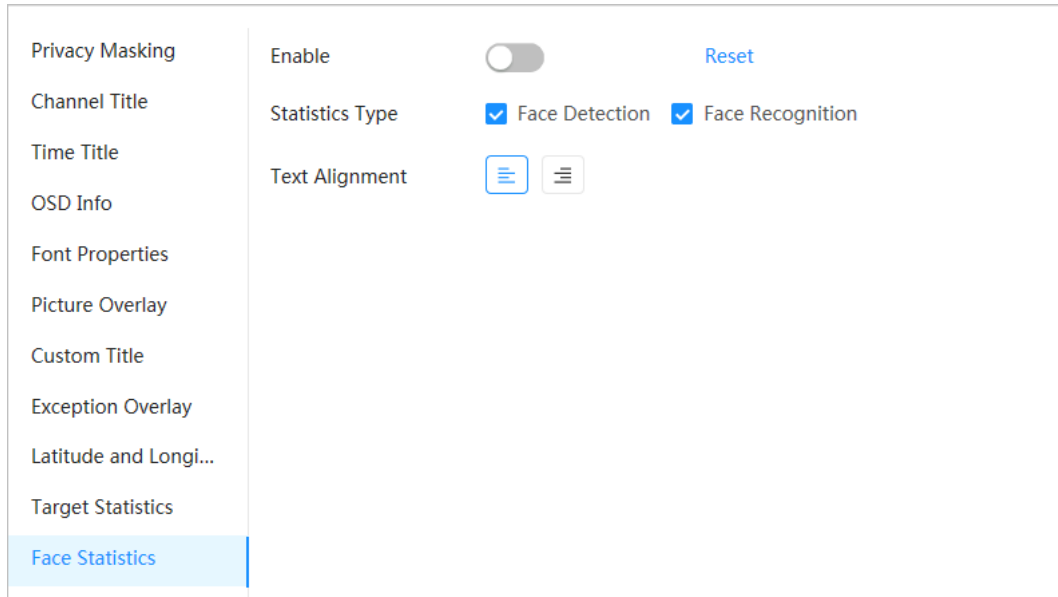 Privacy Masking
Channel Title
Time Title
OSD Info
Font Properties
Picture Overlay
Custom Title
Exception Overlay
Latitude and Longi...
Target Statistics
Face Statistics
Enable Reset
Statistics Type Face Detection Face Recognition
Text Alignment